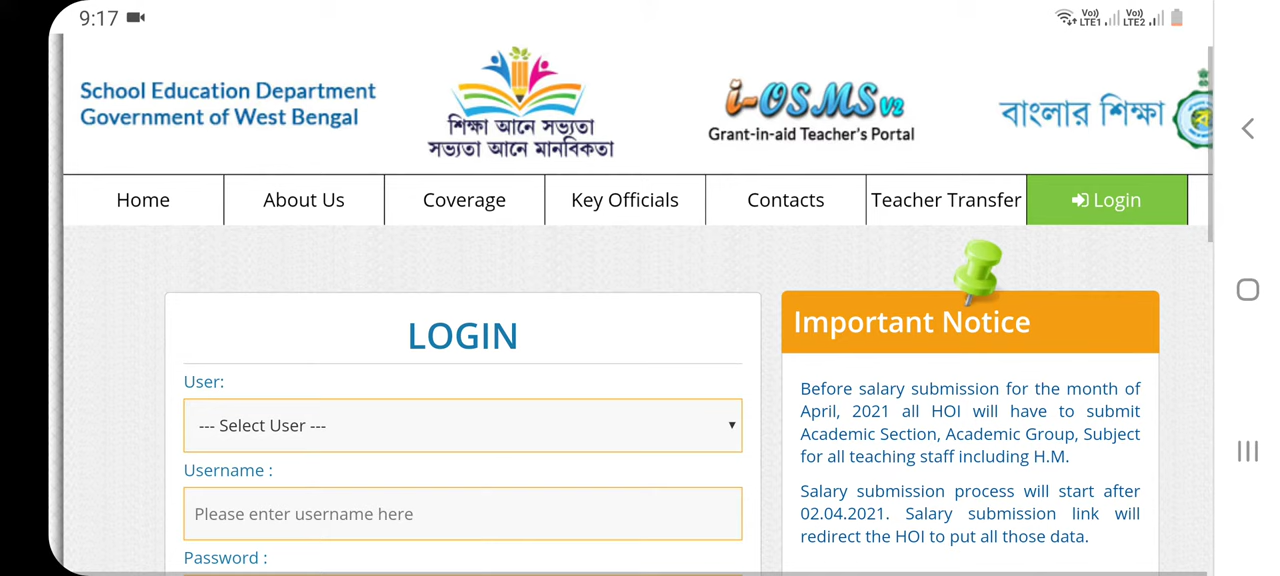 9:17
Vo)) LTE1 Vo)) LTE2
School Education Department
Government of West Bengal
শিক্ষা আনে সভ্যতা
সভ্যতা আনে মানবিকতা
i-OSMS V2
Grant-in-aid Teacher's Portal
বাংলার শিক্ষা
Home About Us Coverage Key Officials Contacts Teacher Transfer Login
LOGIN
User:
--- Select User ---
Username :
Please enter username here
Password :
Important Notice
Before salary submission for the month of
April, 2021 all HOI will have to submit
Academic Section, Academic Group, Subject
for all teaching staff including H.M.
Salary submission process will start after
02.04.2021. Salary submission link will
redirect the HOI to put all those data.